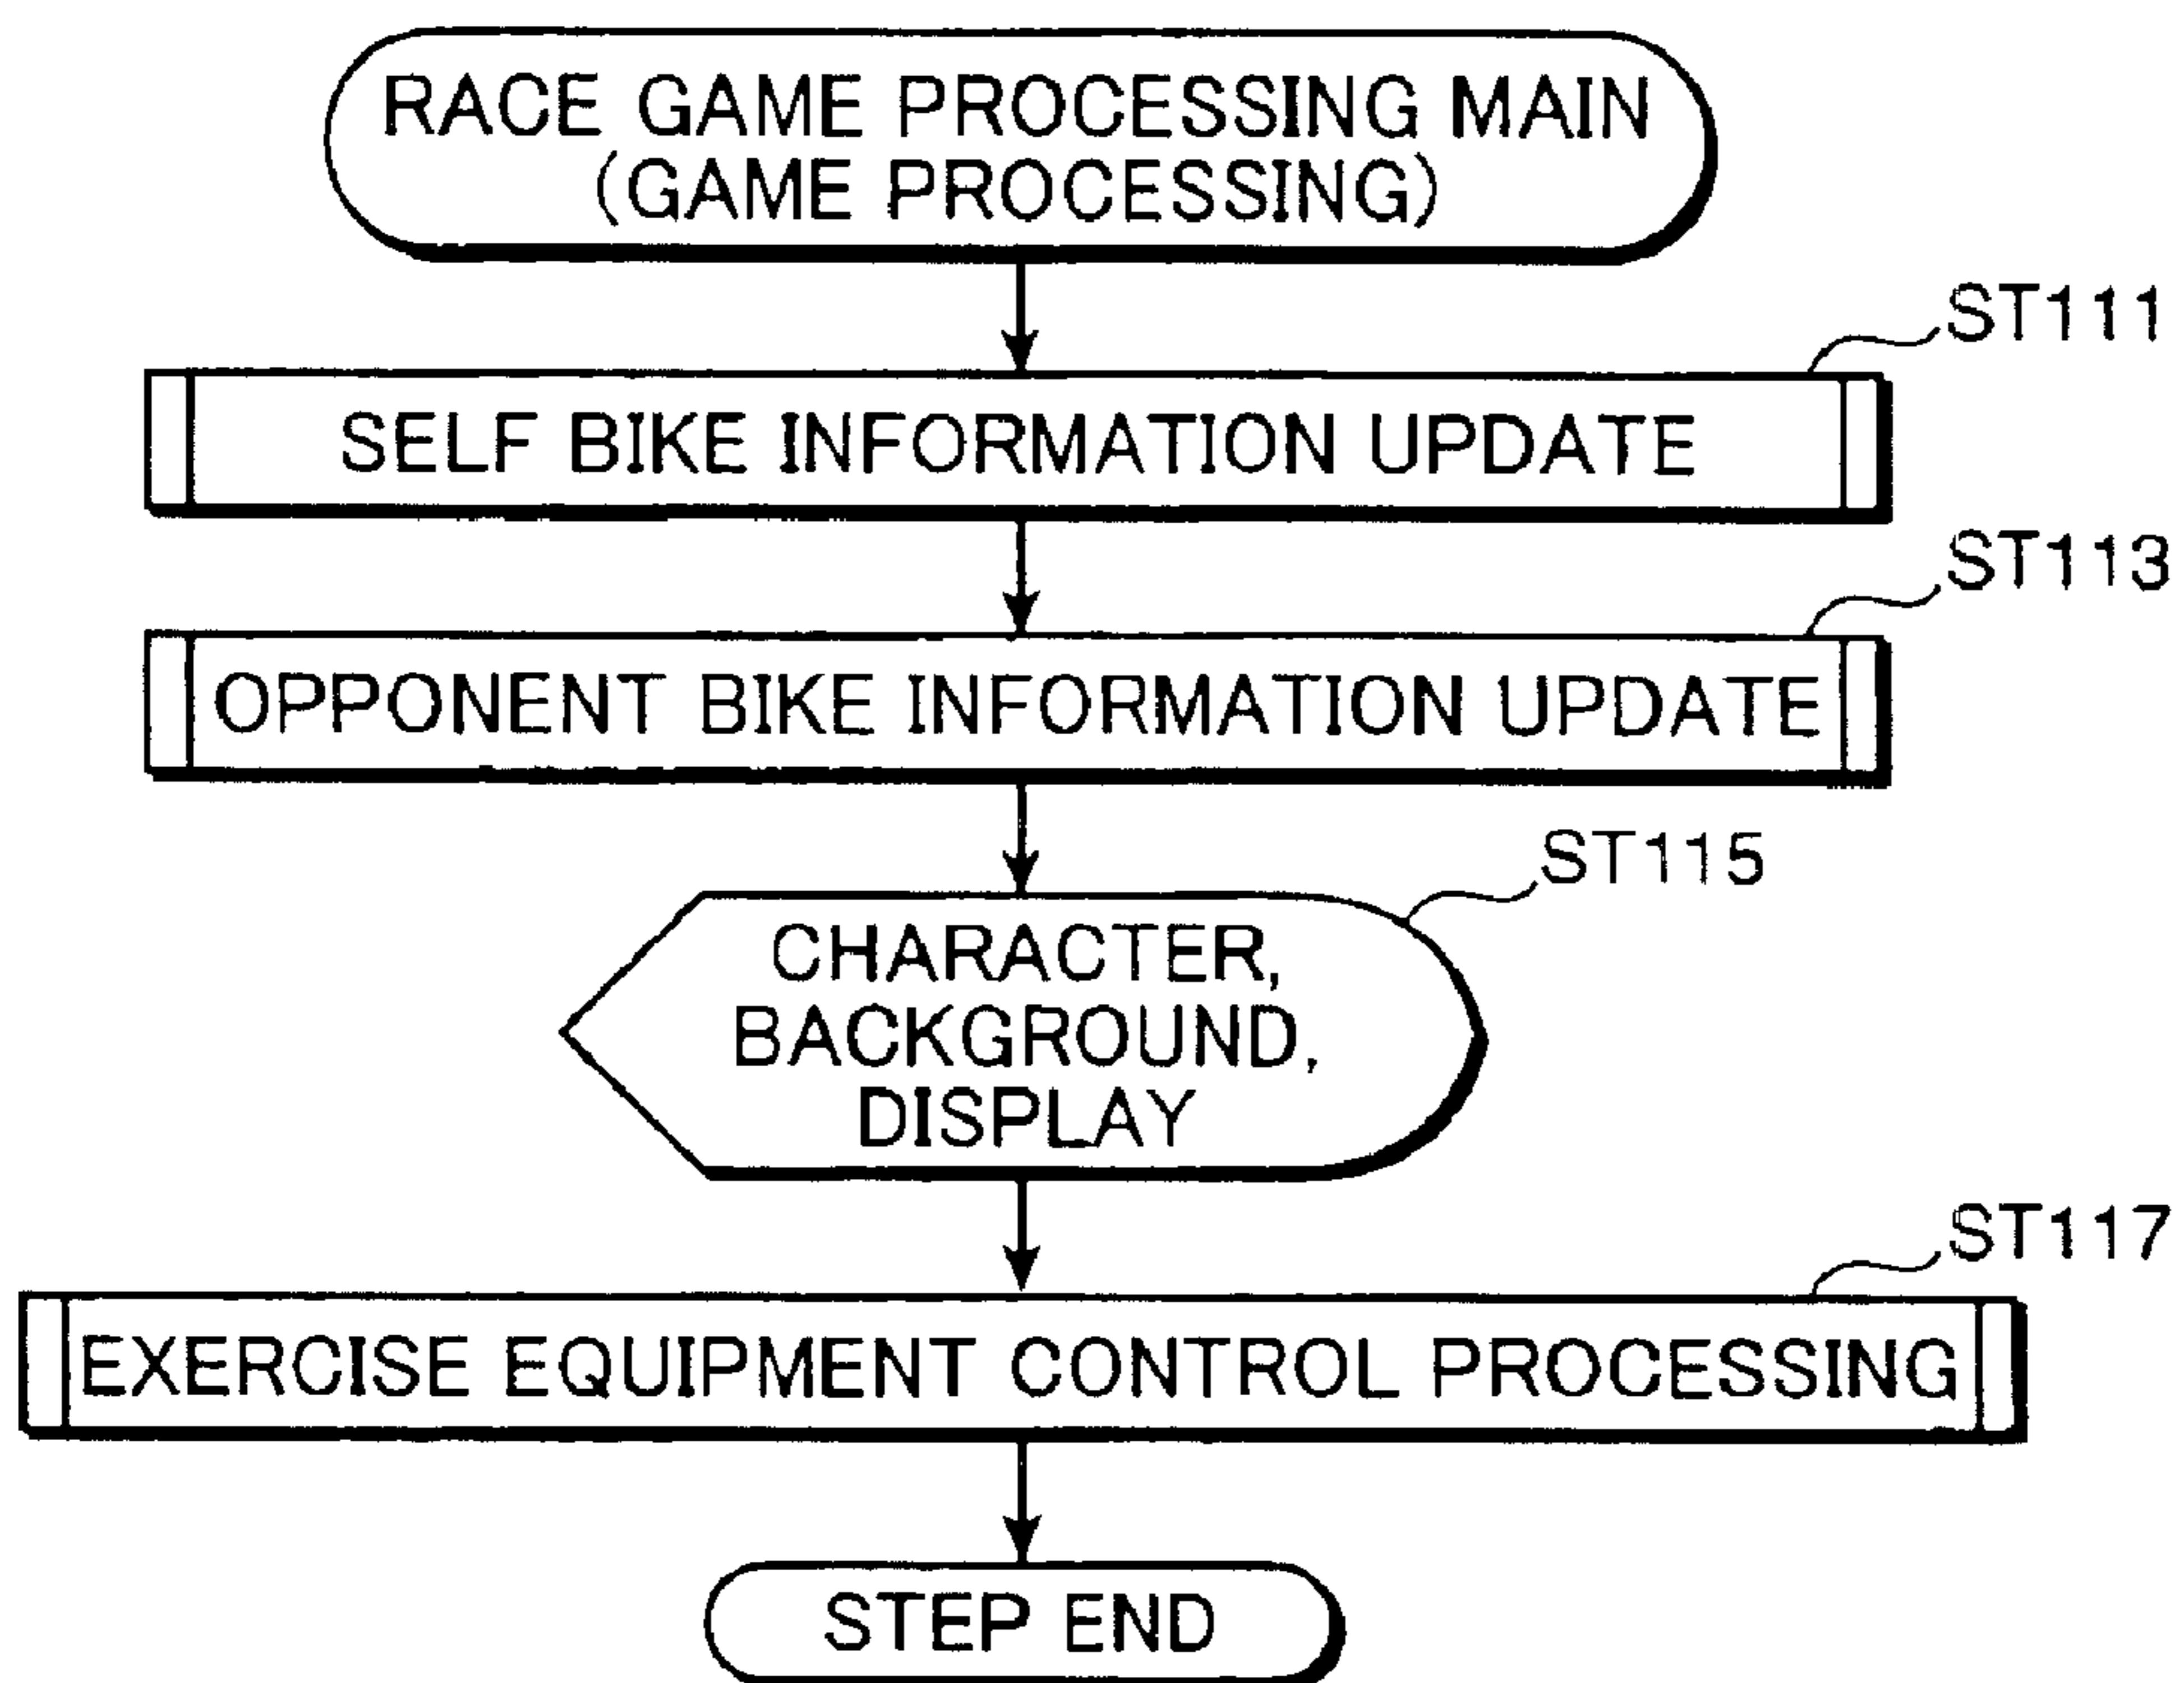 RACE GAME PROCESSING MAIN
(GAME PROCESSING)
ST111
SELF BIKE INFORMATION UPDATE
ST113
OPPONENT BIKE INFORMATION UPDATE
ST115
CHARACTER,
BACKGROUND,
DISPLAY
ST117
EXERCISE EQUIPMENT CONTROL PROCESSING
STEP END